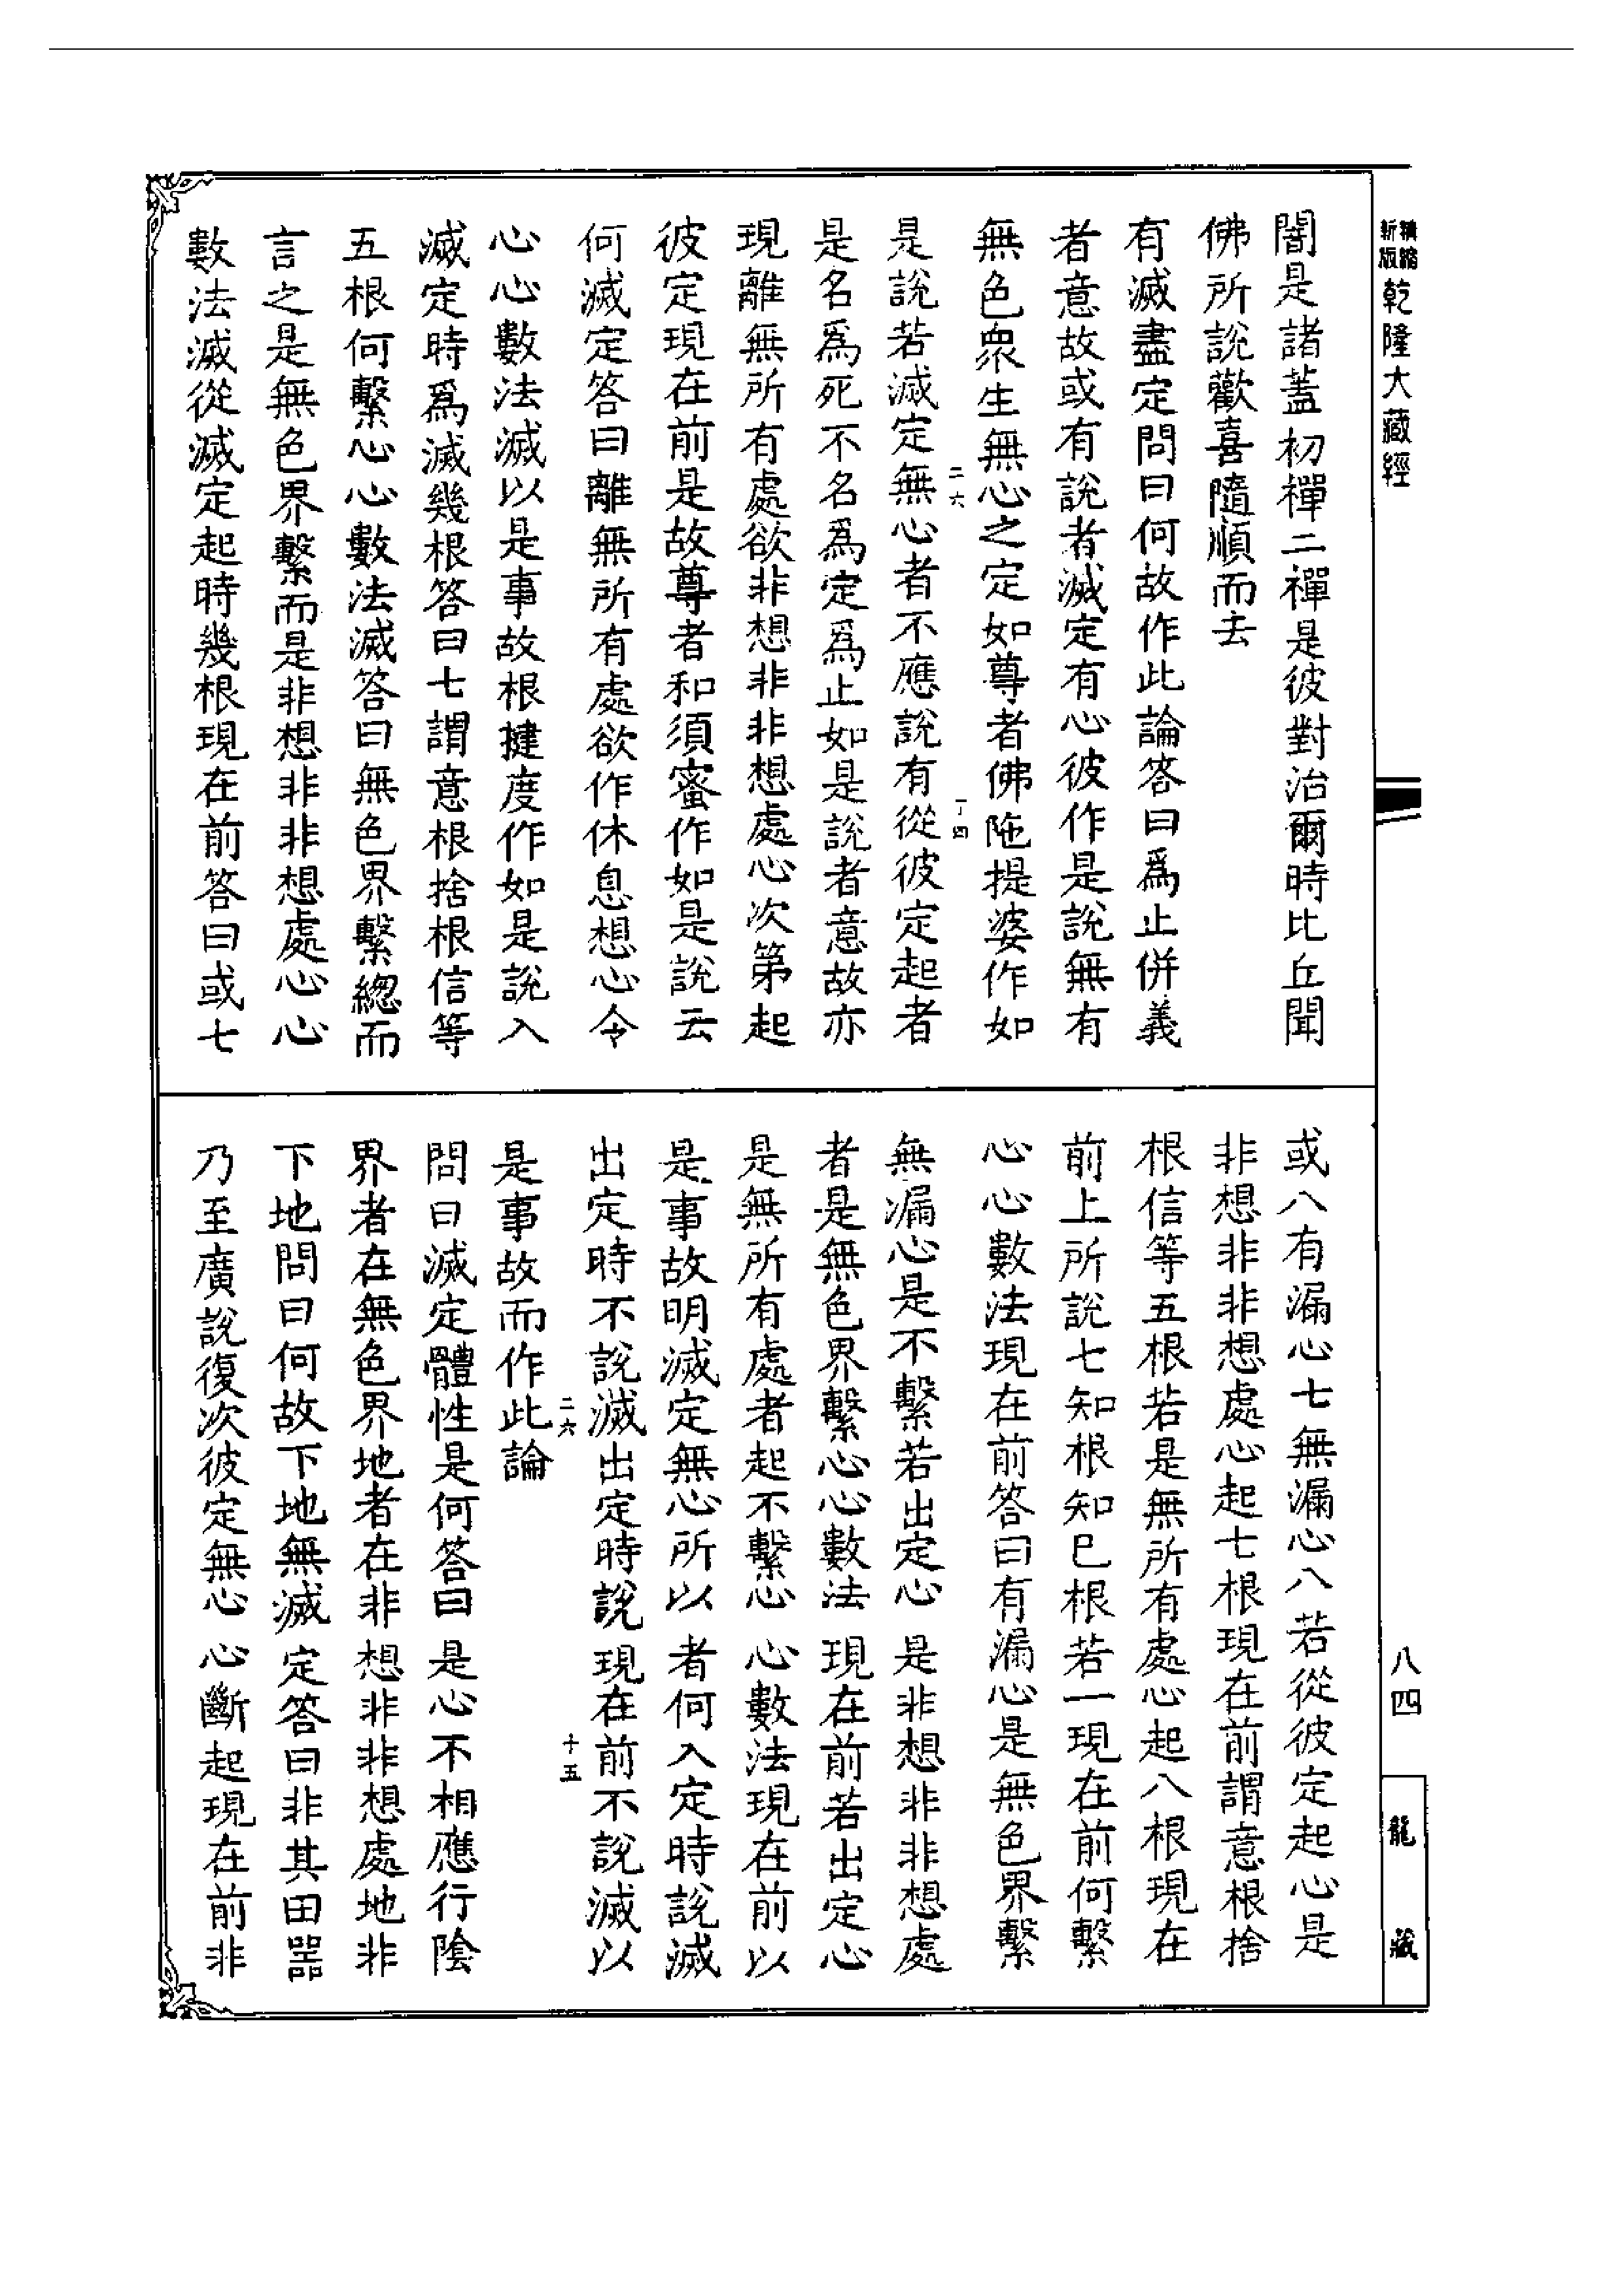 精縮
新版
乾隆大藏經
闇是諸蓋初禪二禪是彼對治爾時比丘聞
佛所說歡喜隨順而去
有滅盡定問曰何故作此論答曰爲止併義
者意故或有說者滅定有心彼作是說無有
無色衆生無心之定如尊者佛陁提婆作如
二六
丁四
是說若滅定無心者不應說有從彼定起者
是名爲死不名爲定爲止如是說者意故亦
現離無所有處欲非想非非想處心次第起
彼定現在前是故尊者和須蜜作如是說云
何滅定答曰離無所有處欲作休息想心令
心心數法滅以是事故根揵度作如是說入
滅定時爲滅幾根答曰七謂意根捨根信等
五根何繫心心數法滅答曰無色界繫緫而
言之是無色界繫而是非想非非想處心心
數法滅從滅定起時幾根現在前答曰或七
或八有漏心七無漏心八若從彼定起心是
非想非非想處心起七根現在前謂意根捨
根信等五根若是無所有處心起八根現在
前上所說七知根知已根若一現在前何繫
心心數法現在前答曰有漏心是無色界繫
無漏心是不繫若出定心是非想非非想處
者是無色界繫心心數法現在前若出定心
是無所有處者起不繫心心數法現在前以
是事故明滅定無心所以者何入定時說滅
出定時不說滅出定時說現在前不說滅以
二六
十五
是事故而作此論
問曰滅定體性是何答曰是心不相應行陰
界者在無色界地者在非想非非想處地非
下地問曰何故下地無滅定答曰非其田器
乃至廣說復次彼定無心心斷起現在前非
八四
龍藏